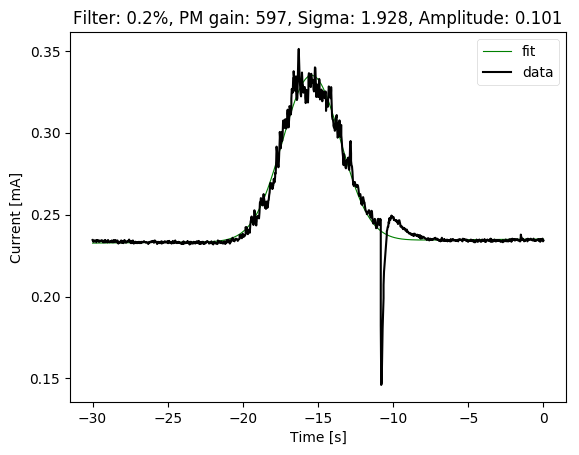 Filter: 0.2%, PM gain: 597, Sigma: 1.928, Amplitude: 0.101
fit
data
0.35
0.30
0.25
0.20
0.15
Current [mA]
−30
−25
−20
−15
−10
−5
0
Time [s]